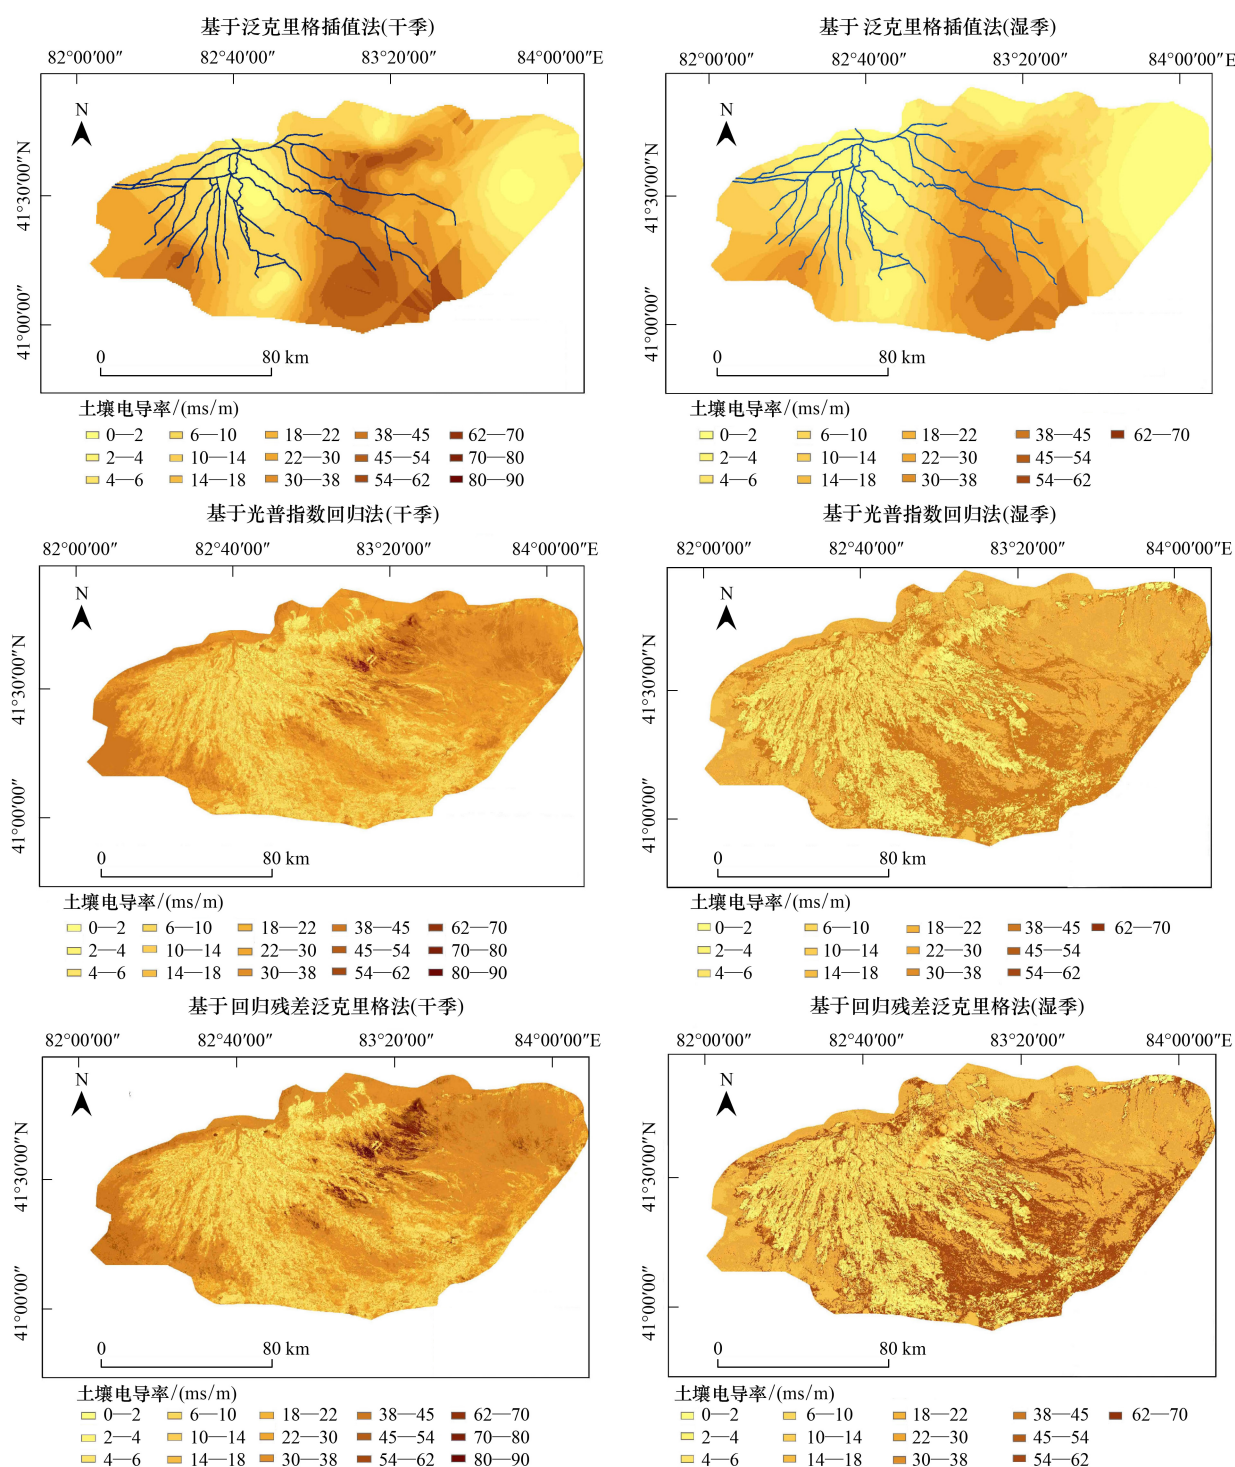 基于泛克里格插值法(干季)
82°00′00″ 82°40′00″ 83°20′00″ 84°00′00″E
N
41°30′00″N
41°00′00″
0 80 km
土壤电导率/(ms/m)
0—2 6—10 18—22 38—45 62—70
2—4 10—14 22—30 45—54 70—80
4—6 14—18 30—38 54—62 80—90
基于 泛克里格插值法(湿季)
82°00′00″ 82°40′00″ 83°20′00″ 84°00′00″E
N
41°30′00″N
41°00′00″
0 80 km
土壤电导率/(ms/m)
0—2 6—10 18—22 38—45 62—70
2—4 10—14 22—30 45—54
4—6 14—18 30—38 54—62
基于光普指数回归法(干季)
82°00′00″ 82°40′00″ 83°20′00″ 84°00′00″E
N
41°30′00″N
41°00′00″
0 80 km
土壤电导率/(ms/m)
0—2 6—10 18—22 38—45 62—70
2—4 10—14 22—30 45—54 70—80
4—6 14—18 30—38 54—62 80—90
基于光普指数回归法(湿季)
82°00′00″ 82°40′00″ 83°20′00″ 84°00′00″E
N
41°30′00″N
41°00′00″
0 80 km
土壤电导率/(ms/m)
0—2 6—10 18—22 38—45 62—70
2—4 10—14 22—30 45—54
4—6 14—18 30—38 54—62
基于回归残差泛克里格法(干季)
82°00′00″ 82°40′00″ 83°20′00″ 84°00′00″E
N
41°30′00″N
41°00′00″
0 80 km
土壤电导率/(ms/m)
0—2 6—10 18—22 38—45 62—70
2—4 10—14 22—30 45—54 70—80
4—6 14—18 30—38 54—62 80—90
基于回归残差泛克里格法(湿季)
82°00′00″ 82°40′00″ 83°20′00″ 84°00′00″E
N
41°30′00″N
41°00′00″
0 80 km
土壤电导率/(ms/m)
0—2 6—10 18—22 38—45 62—70
2—4 10—14 22—30 45—54
4—6 14—18 30—38 54—62